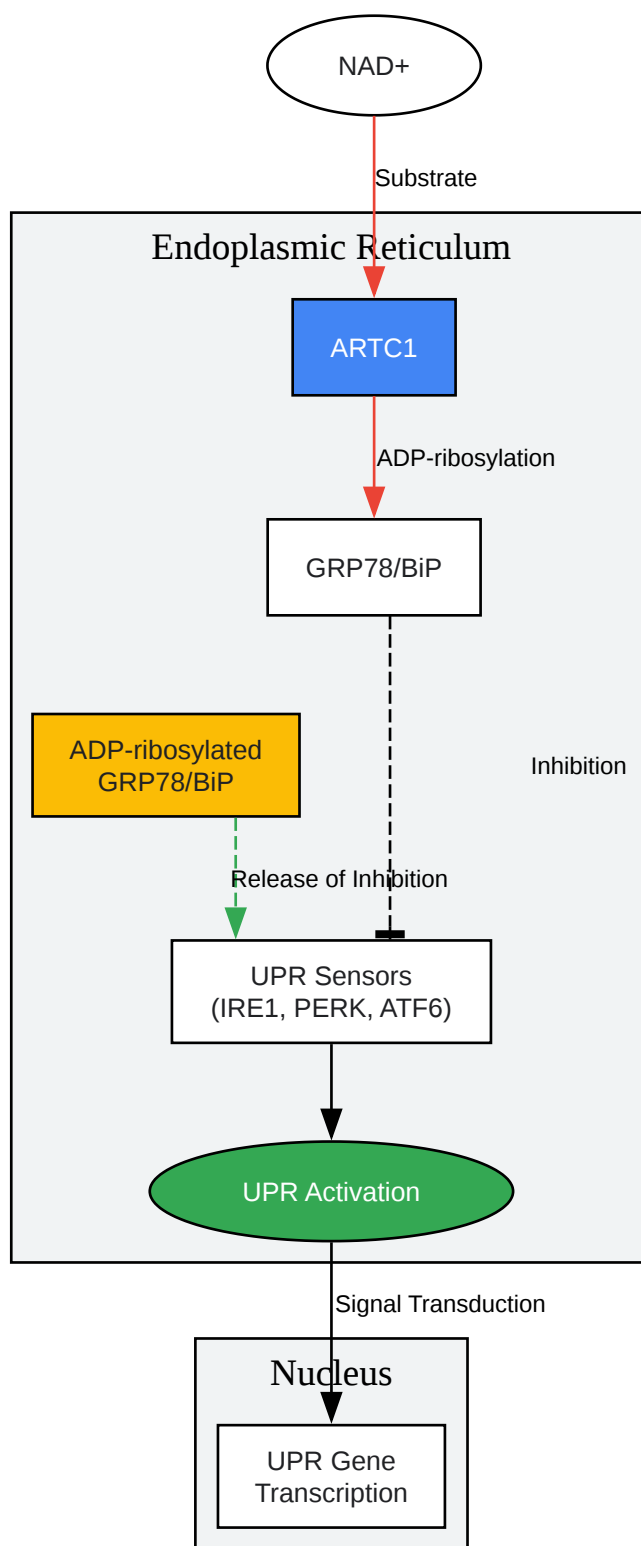 NAD+
Substrate
Endoplasmic Reticulum
ARTC1
ADP-ribosylation
GRP78/BiP
ADP-ribosylated
GRP78/BiP
Inhibition
Release of Inhibition
UPR Sensors
(IRE1, PERK, ATF6)
UPR Activation
Signal Transduction
Nucleus
UPR Gene
Transcription